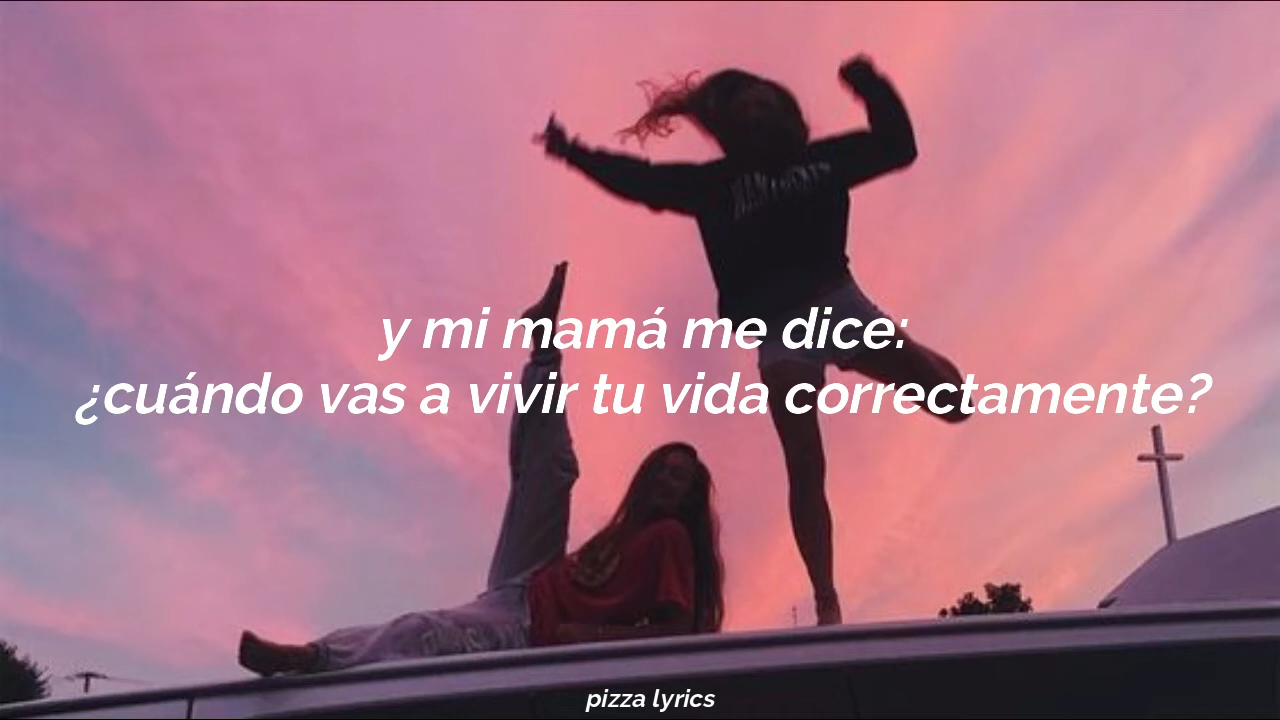 y mi mamá me dice:
¿cuándo vas a vivir tu vida correctamente?
pizza lyrics